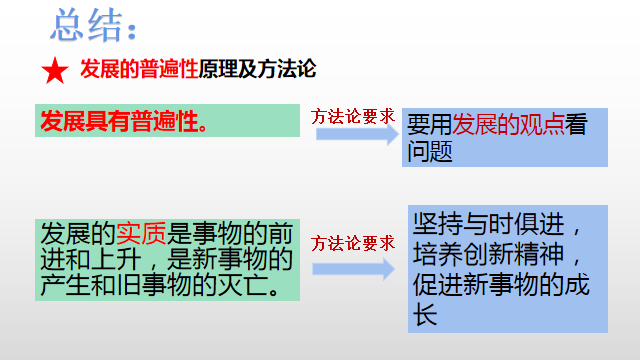 总结：
★ 发展的普遍性原理及方法论
发展具有普遍性。
方法论要求
要用发展的观点看
问题
发展的实质是事物的前
进和上升，是新事物的
产生和旧事物的灭亡。
方法论要求
坚持与时俱进，
培养创新精神，
促进新事物的成
长